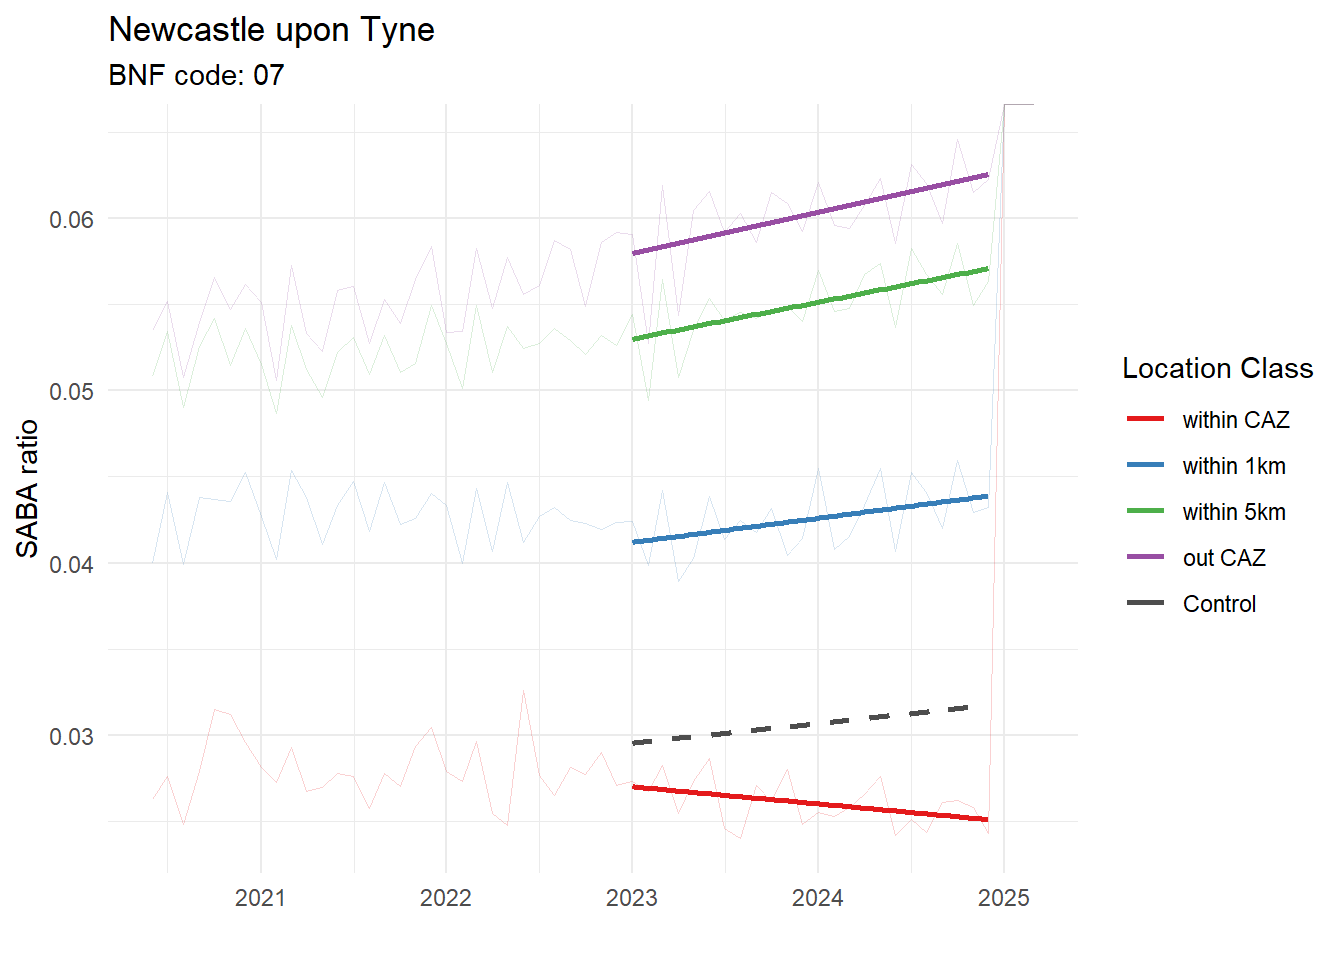 Newcastle upon Tyne
BNF code: 07
0.06
0.05
0.04
0.03
SABA ratio
2021 2022 2023 2024 2025
Location Class
within CAZ
within 1km
within 5km
out CAZ
Control